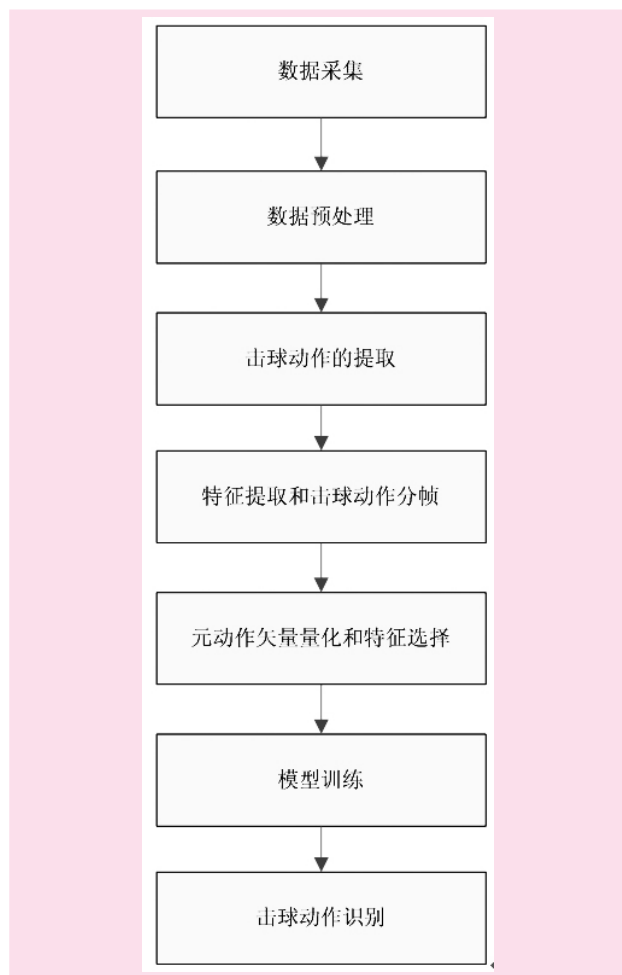 数据采集
数据预处理
击球动作的提取
特征提取和击球动作分帧
元动作矢量量化和特征选择
模型训练
击球动作识别